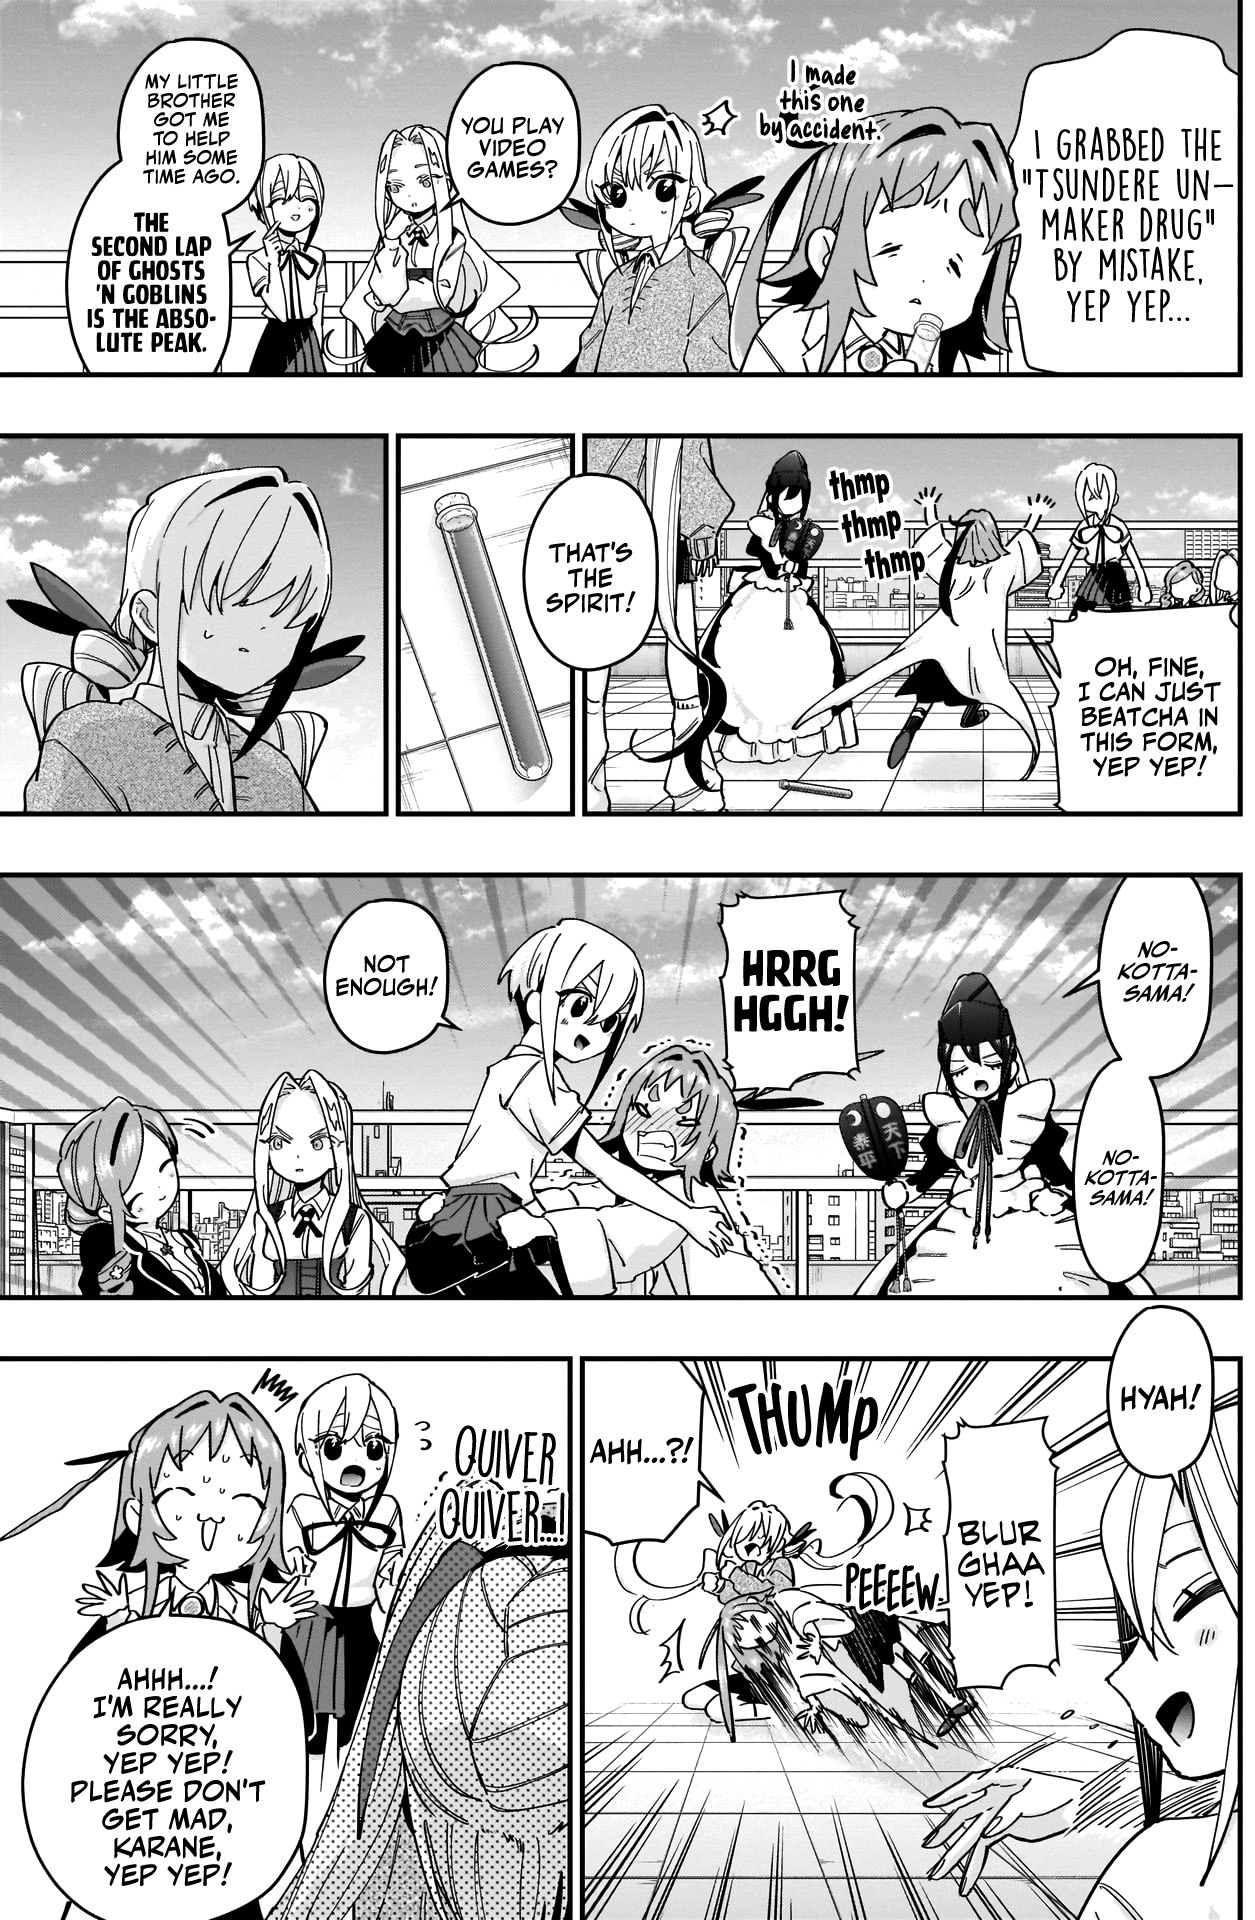 I GRABBED THE
"TSUNDERE UN-
MAKER DRUG"
BY MISTAKE,
YEP YEP...
I made
this one
by accident.
YOU PLAY
VIDEO
GAMES?
MY LITTLE
BROTHER
GOT ME
TO HELP
HIM SOME
TIME AGO.
THE
SECOND LAP
OF GHOSTS
'N GOBLINS
IS THE ABSO-
LUTE PEAK.
OH, FINE,
I CAN JUST
BEATCHA IN
THIS FORM,
YEP YEP!
thmp
thmp
thmp
THAT'S
THE
SPIRIT!
NO-
KOTTA-
SAMA!
NO-
KOTTA-
SAMA!
天下
泰平
HRRG
HGGH!
NOT
ENOUGH!
HYAH!
BLUR
GHAA
YEP!
THUMP
PEEEEW
AHH...?!
QUIVER
QUIVER...!
AHHH...!
I'M REALLY
SORRY,
YEP YEP!
PLEASE DON'T
GET MAD,
KARANE,
YEP YEP!